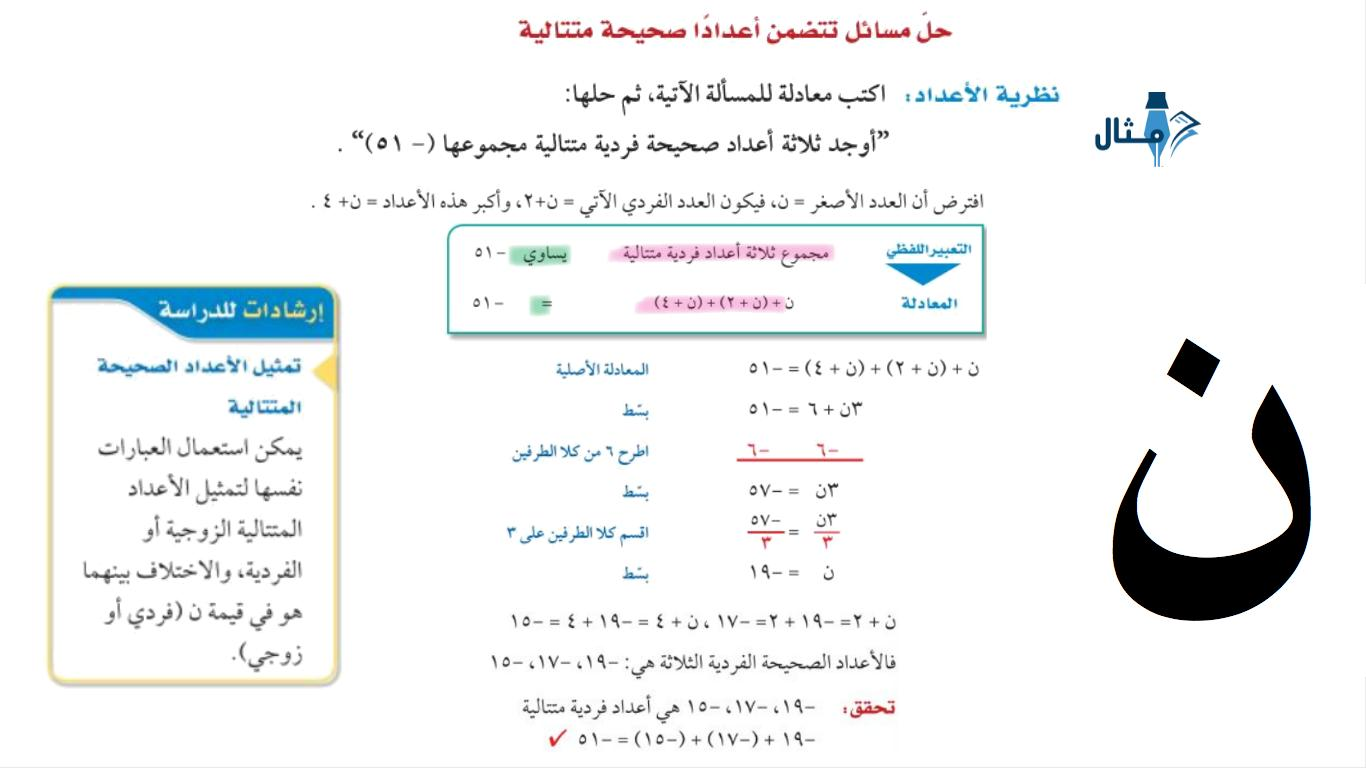 حلّ مسائل تتضمن أعدادًا صحيحة متتالية
مثال
نظرية الأعداد: اكتب معادلة للمسألة الآتية، ثم حلها:
”أوجد ثلاثة أعداد صحيحة فردية متتالية مجموعها (– ٥١)“ .
افترض أن العدد الأصغر = ن، فيكون العدد الفردي الآتي = ن+٢، وأكبر هذه الأعداد = ن+ ٤ .
التعبير اللفظي مجموع ثلاثة أعداد فردية متتالية يساوي –٥١
المعادلة ن + (ن + ٢) + (ن + ٤) = –٥١
ن + (ن + ٢) + (ن + ٤) = –٥١ المعادلة الأصلية
٣ن + ٦ = –٥١ بسّط
–٦ –٦ اطرح ٦ من كلا الطرفين
٣ن = –٥٧ بسّط
٣ن/٣ = –٥٧/٣ اقسم كلا الطرفين على ٣
ن = –١٩ بسّط
ن + ٢= –١٩ + ٢= –١٧ ، ن + ٤ = –١٩ + ٤ = –١٥
فالأعداد الصحيحة الفردية الثلاثة هي: –١٩، –١٧، –١٥
تحقق: –١٩، –١٧، –١٥ هي أعداد فردية متتالية
–١٩ + (–١٧) + (–١٥) = –٥١ ✓
إرشادات للدراسة
تمثيل الأعداد الصحيحة
المتتالية
يمكن استعمال العبارات
نفسها لتمثيل الأعداد
المتتالية الزوجية أو
الفردية، والاختلاف بينهما
هو في قيمة ن (فردي أو
زوجي).
ن